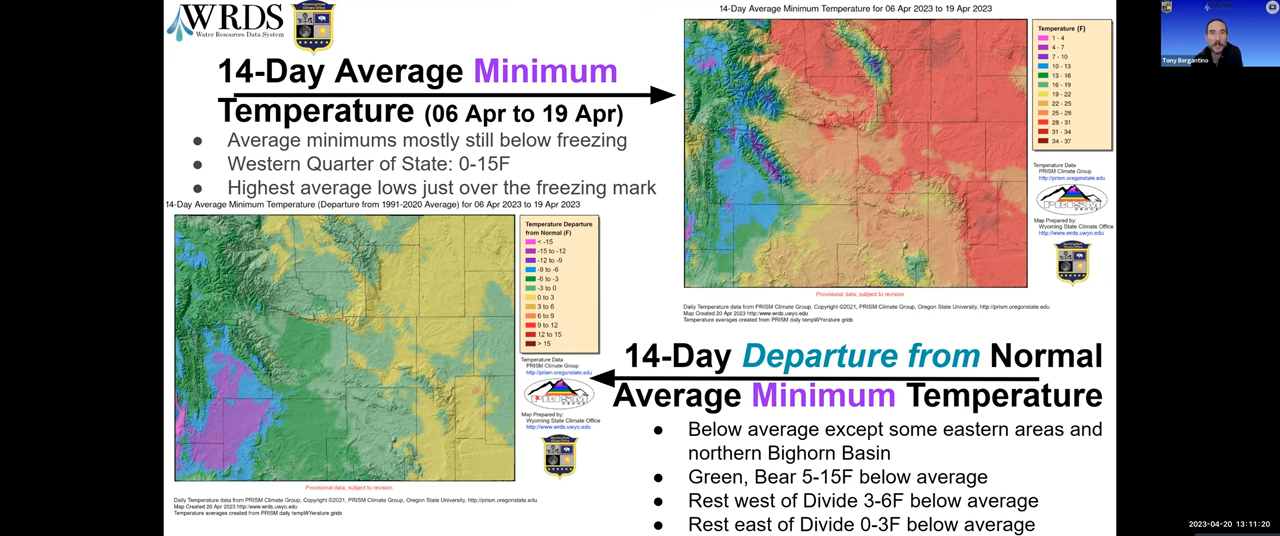 WRDS
Water Resources Data System
14-Day Average Minimum
Temperature (06 Apr to 19 Apr)
● Average minimums mostly still below freezing
● Western Quarter of State: 0-15F
● Highest average lows just over the freezing mark
14-Day Average Minimum Temperature for 06 Apr 2023 to 19 Apr 2023
Temperature (F)
1 - 4
4 - 7
7 - 10
10 - 13
13 - 16
16 - 19
19 - 22
22 - 25
25 - 28
28 - 31
31 - 34
34 - 37
Temperature Data
PRISM Climate Group
http://prism.oregonstate.edu
PRISM
GROUP
Map Prepared by:
Wyoming State Climate Office
http://www.wrds.uwyo.edu
Provisional data, subject to revision
Daily Temperature data from PRISM Climate Group, Copyright ©2021, PRISM Climate Group, Oregon State University, http://prism.oregonstate.edu
Map Created 20 Apr 2023 http:/www.wrds.uwyo.edu
Temperature averages created from PRISM daily tempWYerature grids
Tony Bergantino
14-Day Average Minimum Temperature (Departure from 1991-2020 Average) for 06 Apr 2023 to 19 Apr 2023
Temperature Departure
from Normal (F)
< -15
-15 to -12
-12 to -9
-9 to -6
-6 to -3
-3 to 0
0 to 3
3 to 6
6 to 9
9 to 12
12 to 15
> 15
Temperature Data
PRISM Climate Group
http://prism.oregonstate.edu
PRISM
GROUP
Map Prepared by:
Wyoming State Climate Office
http://www.wrds.uwyo.edu
Provisional data, subject to revision
Daily Temperature data from PRISM Climate Group, Copyright ©2021, PRISM Climate Group, Oregon State University, http://prism.oregonstate.edu
Map Created 20 Apr 2023 http:/www.wrds.uwyo.edu
Temperature averages created from PRISM daily tempWYerature grids
14-Day Departure from Normal
Average Minimum Temperature
● Below average except some eastern areas and
northern Bighorn Basin
● Green, Bear 5-15F below average
● Rest west of Divide 3-6F below average
● Rest east of Divide 0-3F below average
2023-04-20 13:11:20